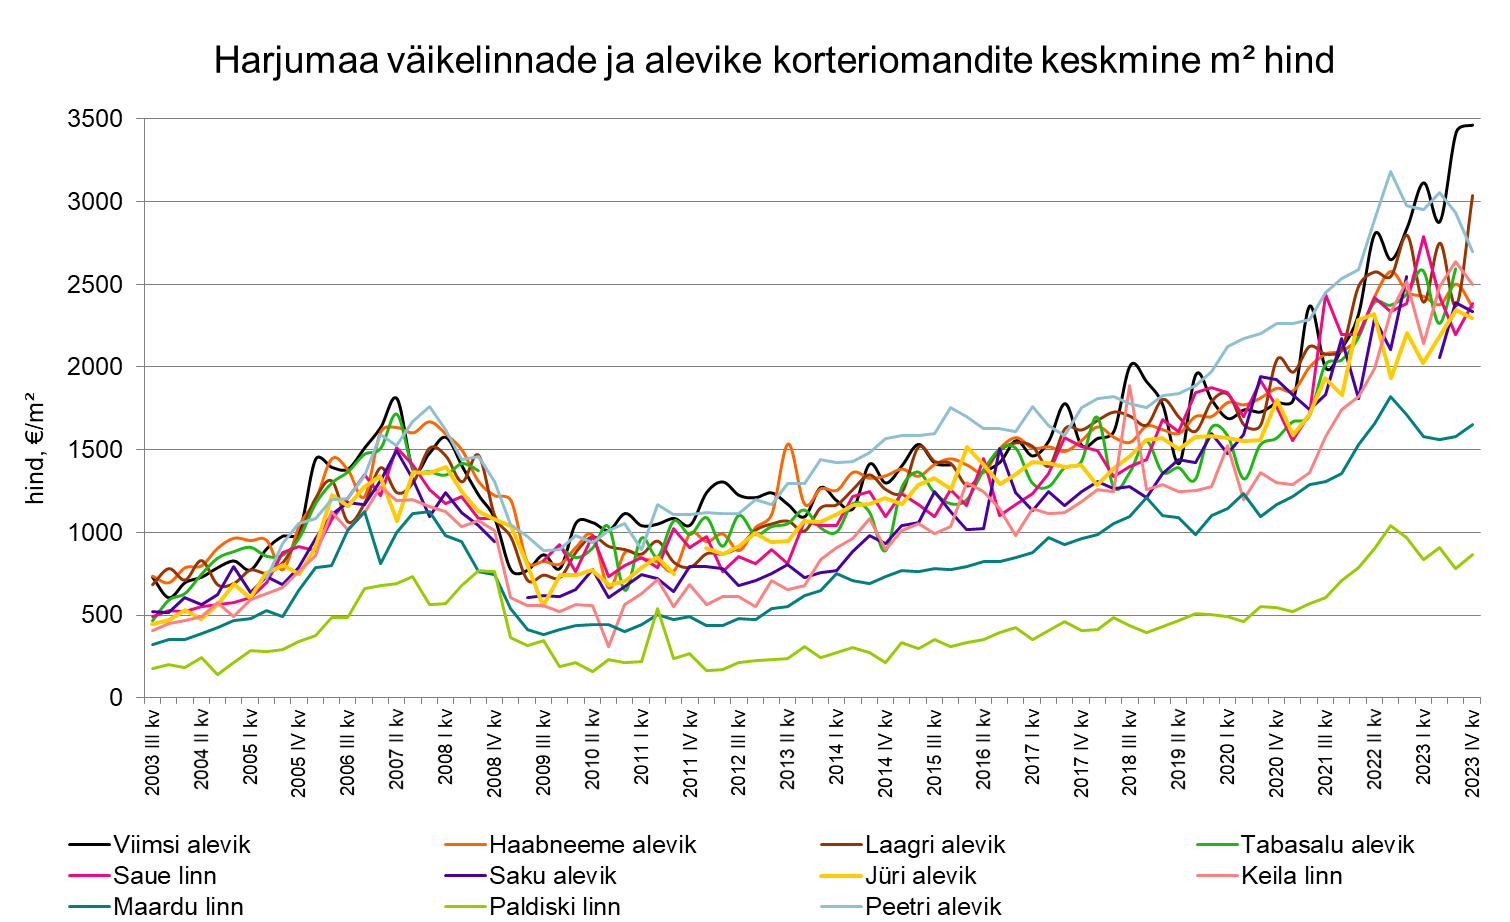 Harjumaa väikelinnade ja alevike korteriomandite keskmine m² hind
hind, €/m²
3500
3000
2500
2000
1500
1000
500
0
2003 III kv
2004 II kv
2005 I kv
2005 IV kv
2006 III kv
2007 II kv
2008 I kv
2008 IV kv
2009 III kv
2010 II kv
2011 I kv
2011 IV kv
2012 III kv
2013 II kv
2014 I kv
2014 IV kv
2015 III kv
2016 II kv
2017 I kv
2017 IV kv
2018 III kv
2019 II kv
2020 I kv
2020 IV kv
2021 III kv
2022 II kv
2023 I kv
2023 IV kv
Viimsi alevik Haabneeme alevik Laagri alevik Tabasalu alevik
Saue linn Saku alevik Jüri alevik Keila linn
Maardu linn Paldiski linn Peetri alevik